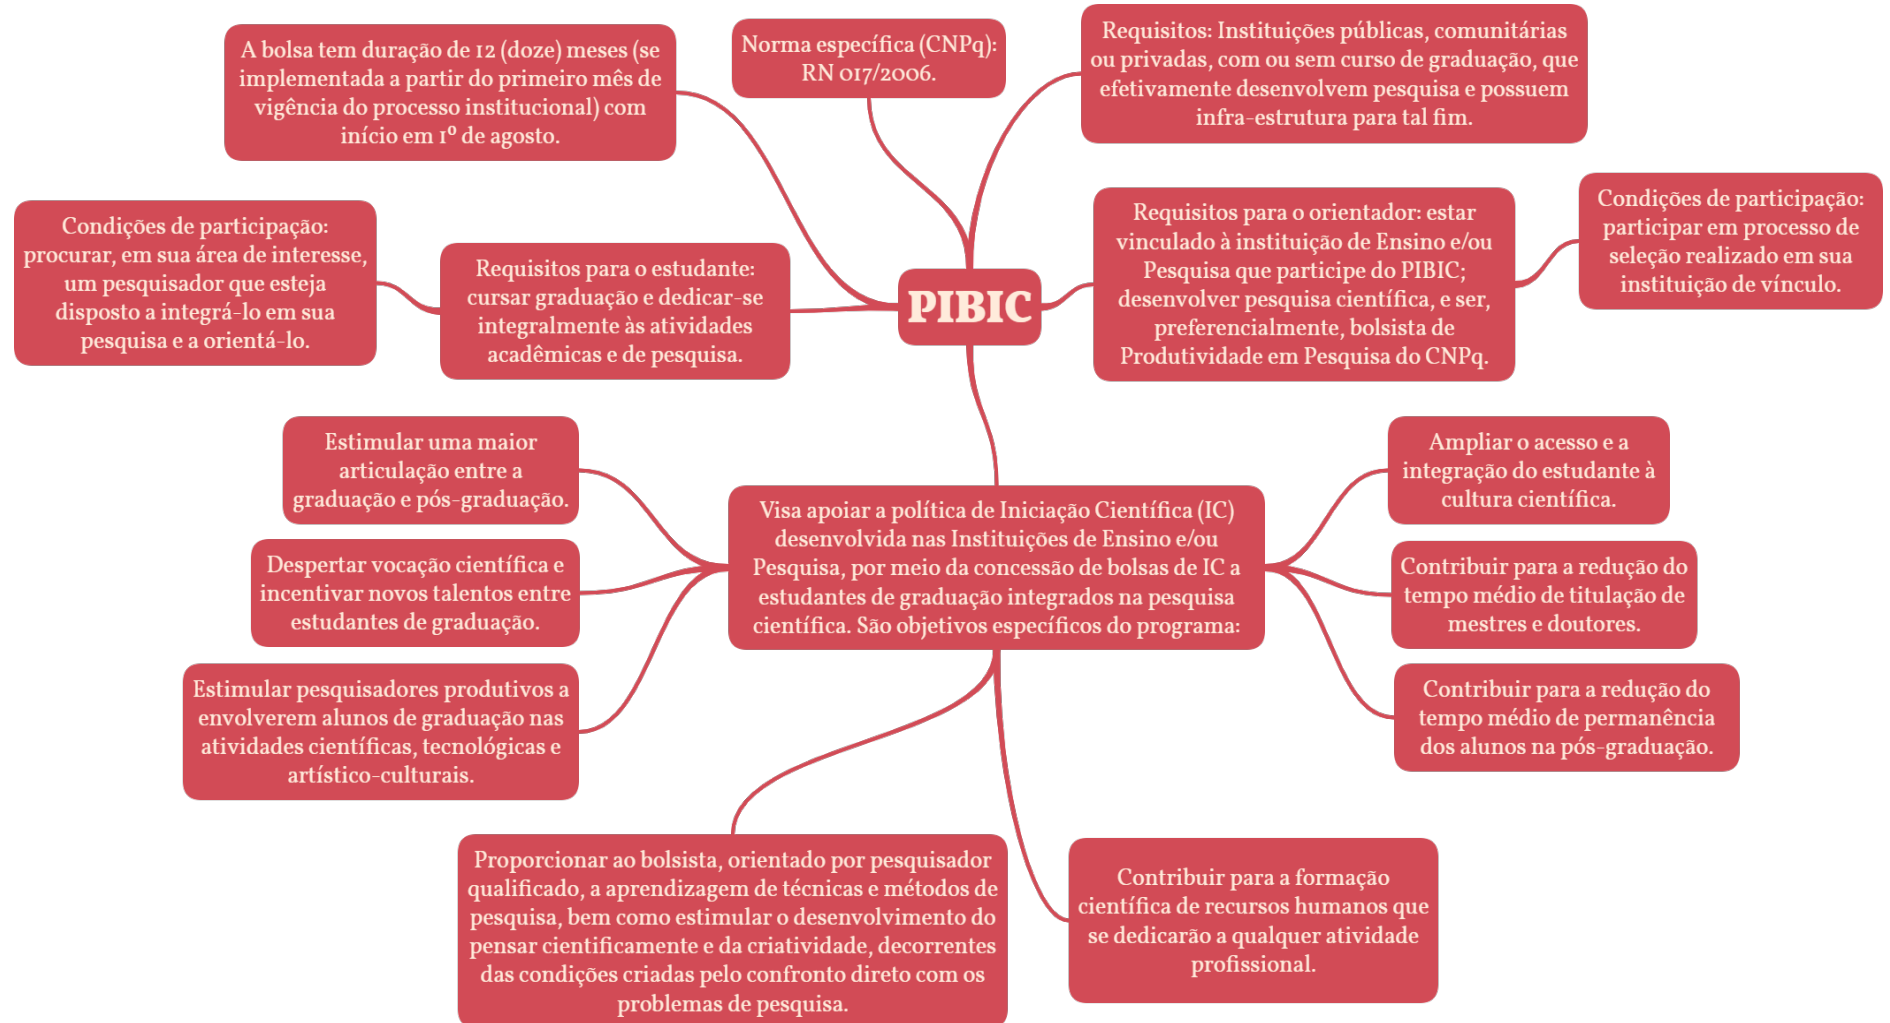 A bolsa tem duração de 12 (doze) meses (se
implementada a partir do primeiro mês de
vigência do processo institucional) com
início em 1º de agosto.
Norma específica (CNPq):
RN 017/2006.
Requisitos: Instituições públicas, comunitárias
ou privadas, com ou sem curso de graduação, que
efetivamente desenvolvem pesquisa e possuem
infra-estrutura para tal fim.
Condições de participação:
procurar, em sua área de interesse,
um pesquisador que esteja
disposto a integrá-lo em sua
pesquisa e a orientá-lo.
Requisitos para o estudante:
cursar graduação e dedicar-se
integralmente às atividades
acadêmicas e de pesquisa.
PIBIC
Requisitos para o orientador: estar
vinculado à instituição de Ensino e/ou
Pesquisa que participe do PIBIC;
desenvolver pesquisa científica, e ser,
preferencialmente, bolsista de
Produtividade em Pesquisa do CNPq.
Condições de participação:
participar em processo de
seleção realizado em sua
instituição de vínculo.
Estimular uma maior
articulação entre a
graduação e pós-graduação.
Despertar vocação científica e
incentivar novos talentos entre
estudantes de graduação.
Estimular pesquisadores produtivos a
envolverem alunos de graduação nas
atividades científicas, tecnológicas e
artístico-culturais.
Visa apoiar a política de Iniciação Científica (IC)
desenvolvida nas Instituições de Ensino e/ou
Pesquisa, por meio da concessão de bolsas de IC a
estudantes de graduação integrados na pesquisa
científica. São objetivos específicos do programa:
Ampliar o acesso e a
integração do estudante à
cultura científica.
Contribuir para a redução do
tempo médio de titulação de
mestres e doutores.
Contribuir para a redução do
tempo médio de permanência
dos alunos na pós-graduação.
Proporcionar ao bolsista, orientado por pesquisador
qualificado, a aprendizagem de técnicas e métodos de
pesquisa, bem como estimular o desenvolvimento do
pensar cientificamente e da criatividade, decorrentes
das condições criadas pelo confronto direto com os
problemas de pesquisa.
Contribuir para a formação
científica de recursos humanos que
se dedicarão a qualquer atividade
profissional.